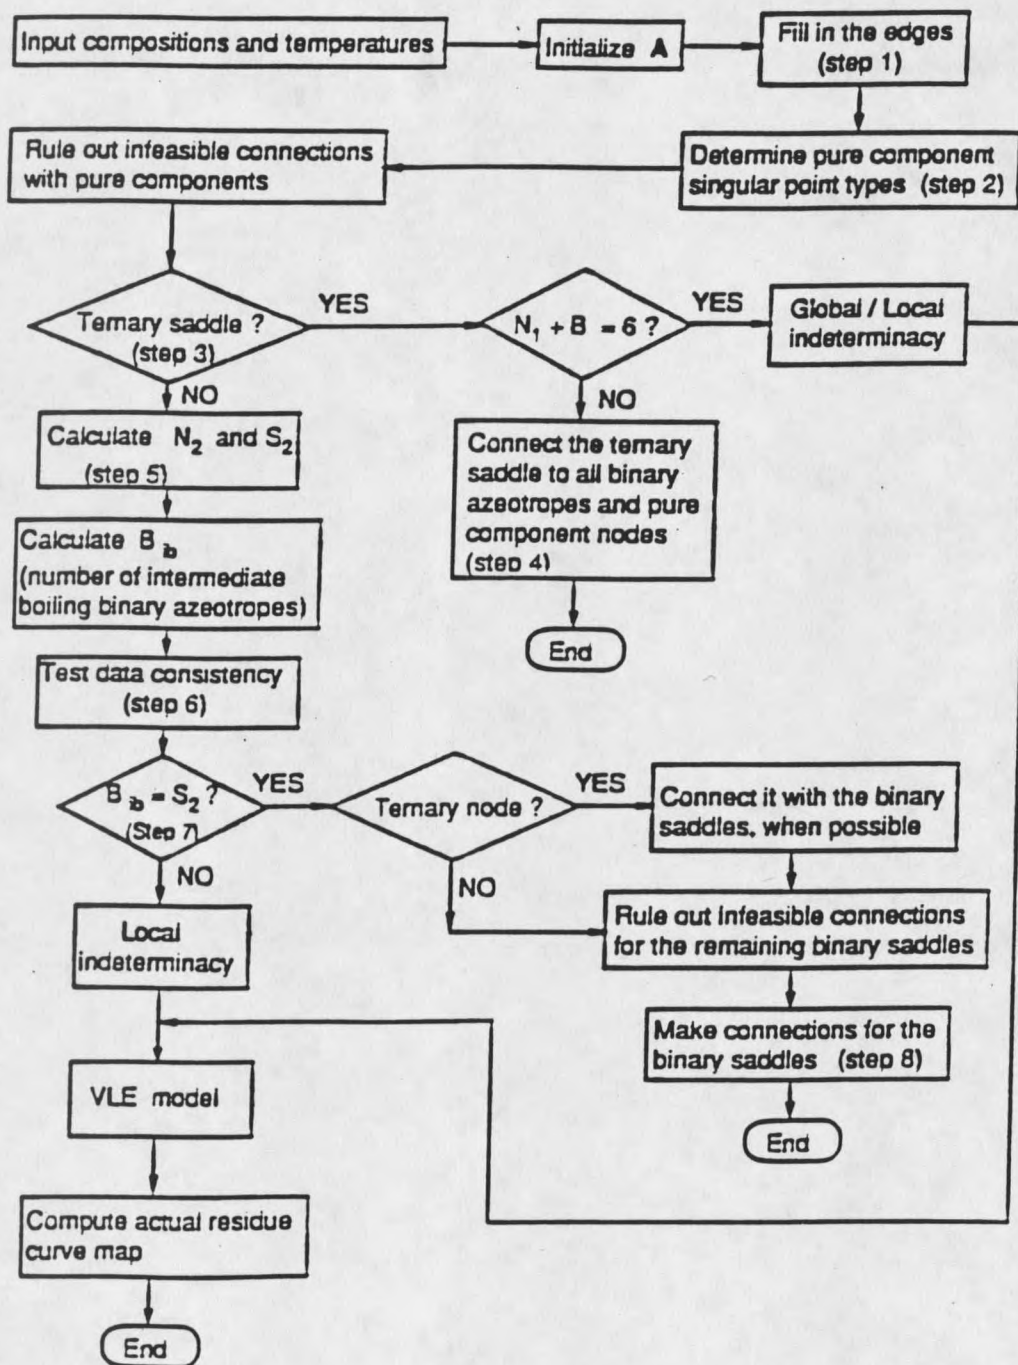 Input compositions and temperatures
Initialize A
Fill in the edges
(step 1)
Rule out infeasible connections
with pure components
Determine pure component
singular point types (step 2)
Ternary saddle ?
(step 3)
YES
N₁ + B = 6 ?
YES
Global / Local
indeterminacy
NO
Calculate N₂ and S₂
(step 5)
NO
Connect the ternary
saddle to all binary
azeotropes and pure
component nodes
(step 4)
End
Calculate B ib
(number of intermediate
boiling binary azeotropes)
Test data consistency
(step 6)
B ib = S₂ ?
(Step 7)
YES
Ternary node ?
YES
Connect it with the binary
saddles, when possible
NO
NO
Local
indeterminacy
Rule out infeasible connections
for the remaining binary saddles
Make connections for the
binary saddles (step 8)
End
VLE model
Compute actual residue
curve map
End